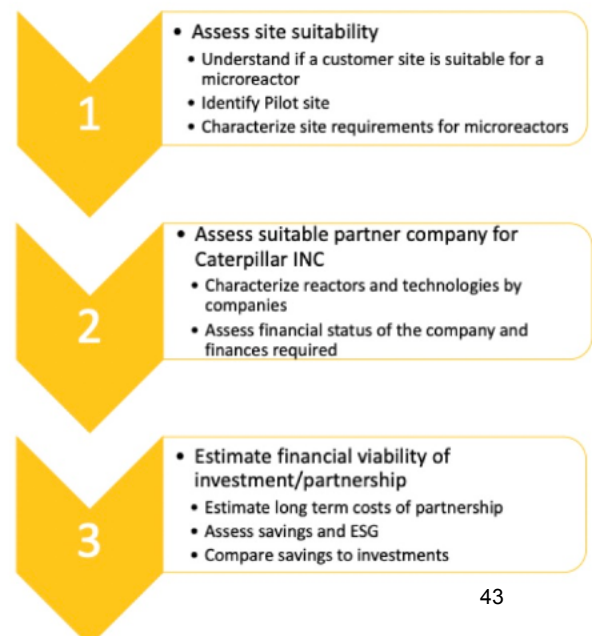 1
• Assess site suitability
• Understand if a customer site is suitable for a
microreactor
• Identify Pilot site
• Characterize site requirements for microreactors
2
• Assess suitable partner company for
Caterpillar INC
• Characterize reactors and technologies by
companies
• Assess financial status of the company and
finances required
3
• Estimate financial viability of
investment/partnership
• Estimate long term costs of partnership
• Assess savings and ESG
• Compare savings to investments
43